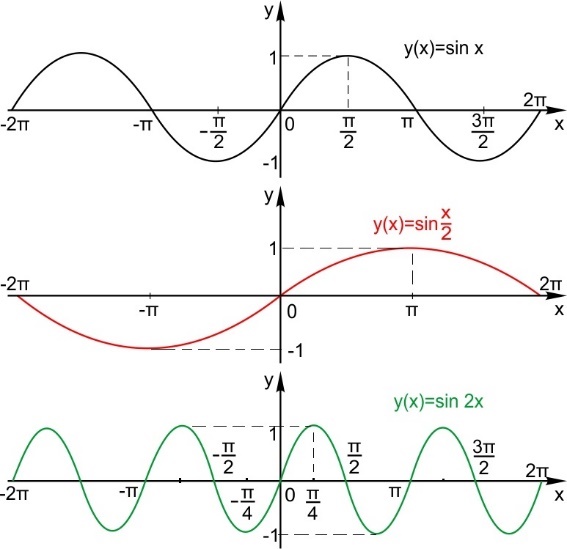 y
y(x)=sin x
1
-2π -π -π/2 0 π/2 π 3π/2 2π x
-1
y
y(x)=sin x/2
1
-2π -π 0 π 2π x
-1
y
y(x)=sin 2x
1
-2π -π -π/2 -π/4 0 π/4 π/2 π 3π/2 2π x
-1